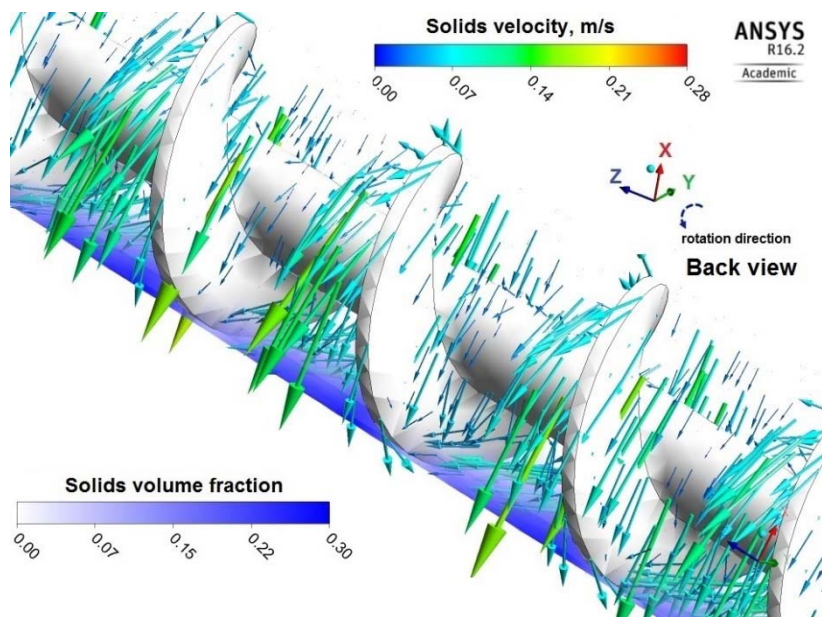 Solids velocity, m/s
0.00
0.07
0.14
0.21
0.28
ANSYS
R16.2
Academic
X
Y
Z
rotation direction
Back view
Solids volume fraction
0.00
0.07
0.15
0.22
0.30